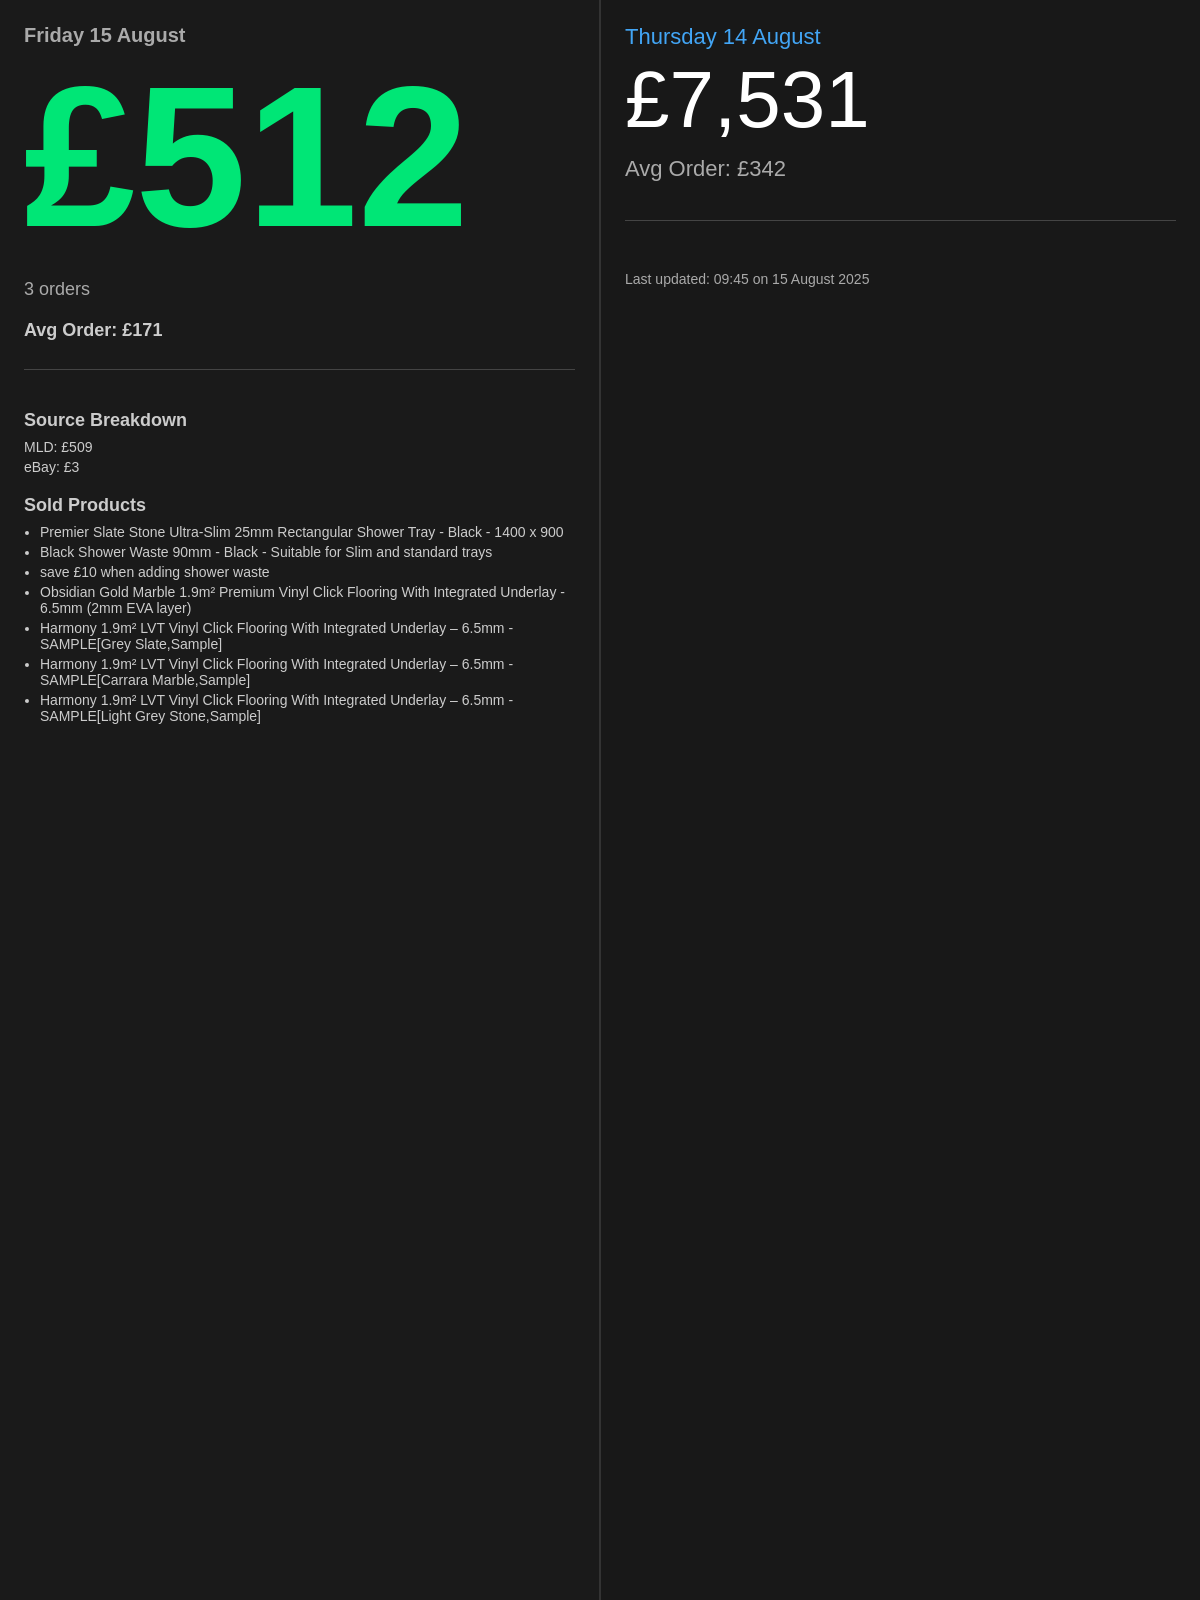 Friday 15 August
£512
3 orders
Avg Order: £171
Source Breakdown
MLD: £509
eBay: £3
Sold Products
• Premier Slate Stone Ultra-Slim 25mm Rectangular Shower Tray - Black - 1400 x 900
• Black Shower Waste 90mm - Black - Suitable for Slim and standard trays
• save £10 when adding shower waste
• Obsidian Gold Marble 1.9m² Premium Vinyl Click Flooring With Integrated Underlay -
6.5mm (2mm EVA layer)
• Harmony 1.9m² LVT Vinyl Click Flooring With Integrated Underlay – 6.5mm -
SAMPLE[Grey Slate,Sample]
• Harmony 1.9m² LVT Vinyl Click Flooring With Integrated Underlay – 6.5mm -
SAMPLE[Carrara Marble,Sample]
• Harmony 1.9m² LVT Vinyl Click Flooring With Integrated Underlay – 6.5mm -
SAMPLE[Light Grey Stone,Sample]
Thursday 14 August
£7,531
Avg Order: £342
Last updated: 09:45 on 15 August 2025